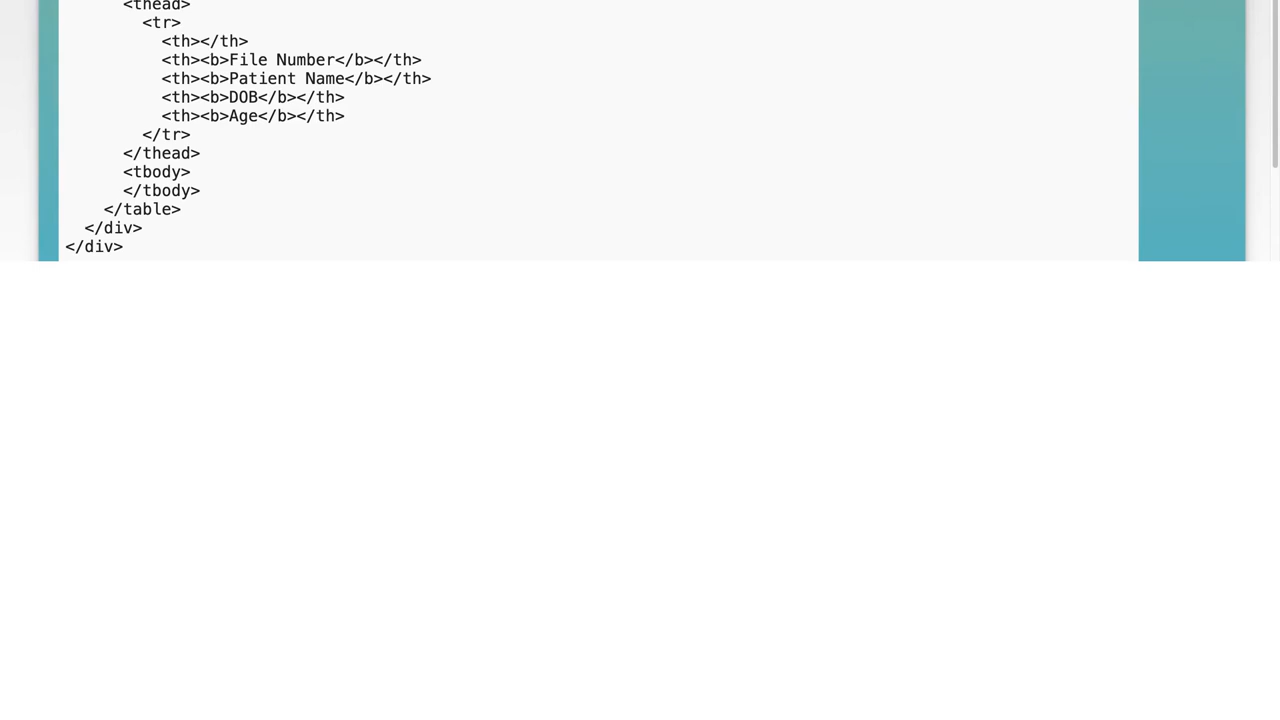 <thead>
<tr>
<th></th>
<th><b>File Number</b></th>
<th><b>Patient Name</b></th>
<th><b>DOB</b></th>
<th><b>Age</b></th>
</tr>
</thead>
<tbody>
</tbody>
</table>
</div>
</div>